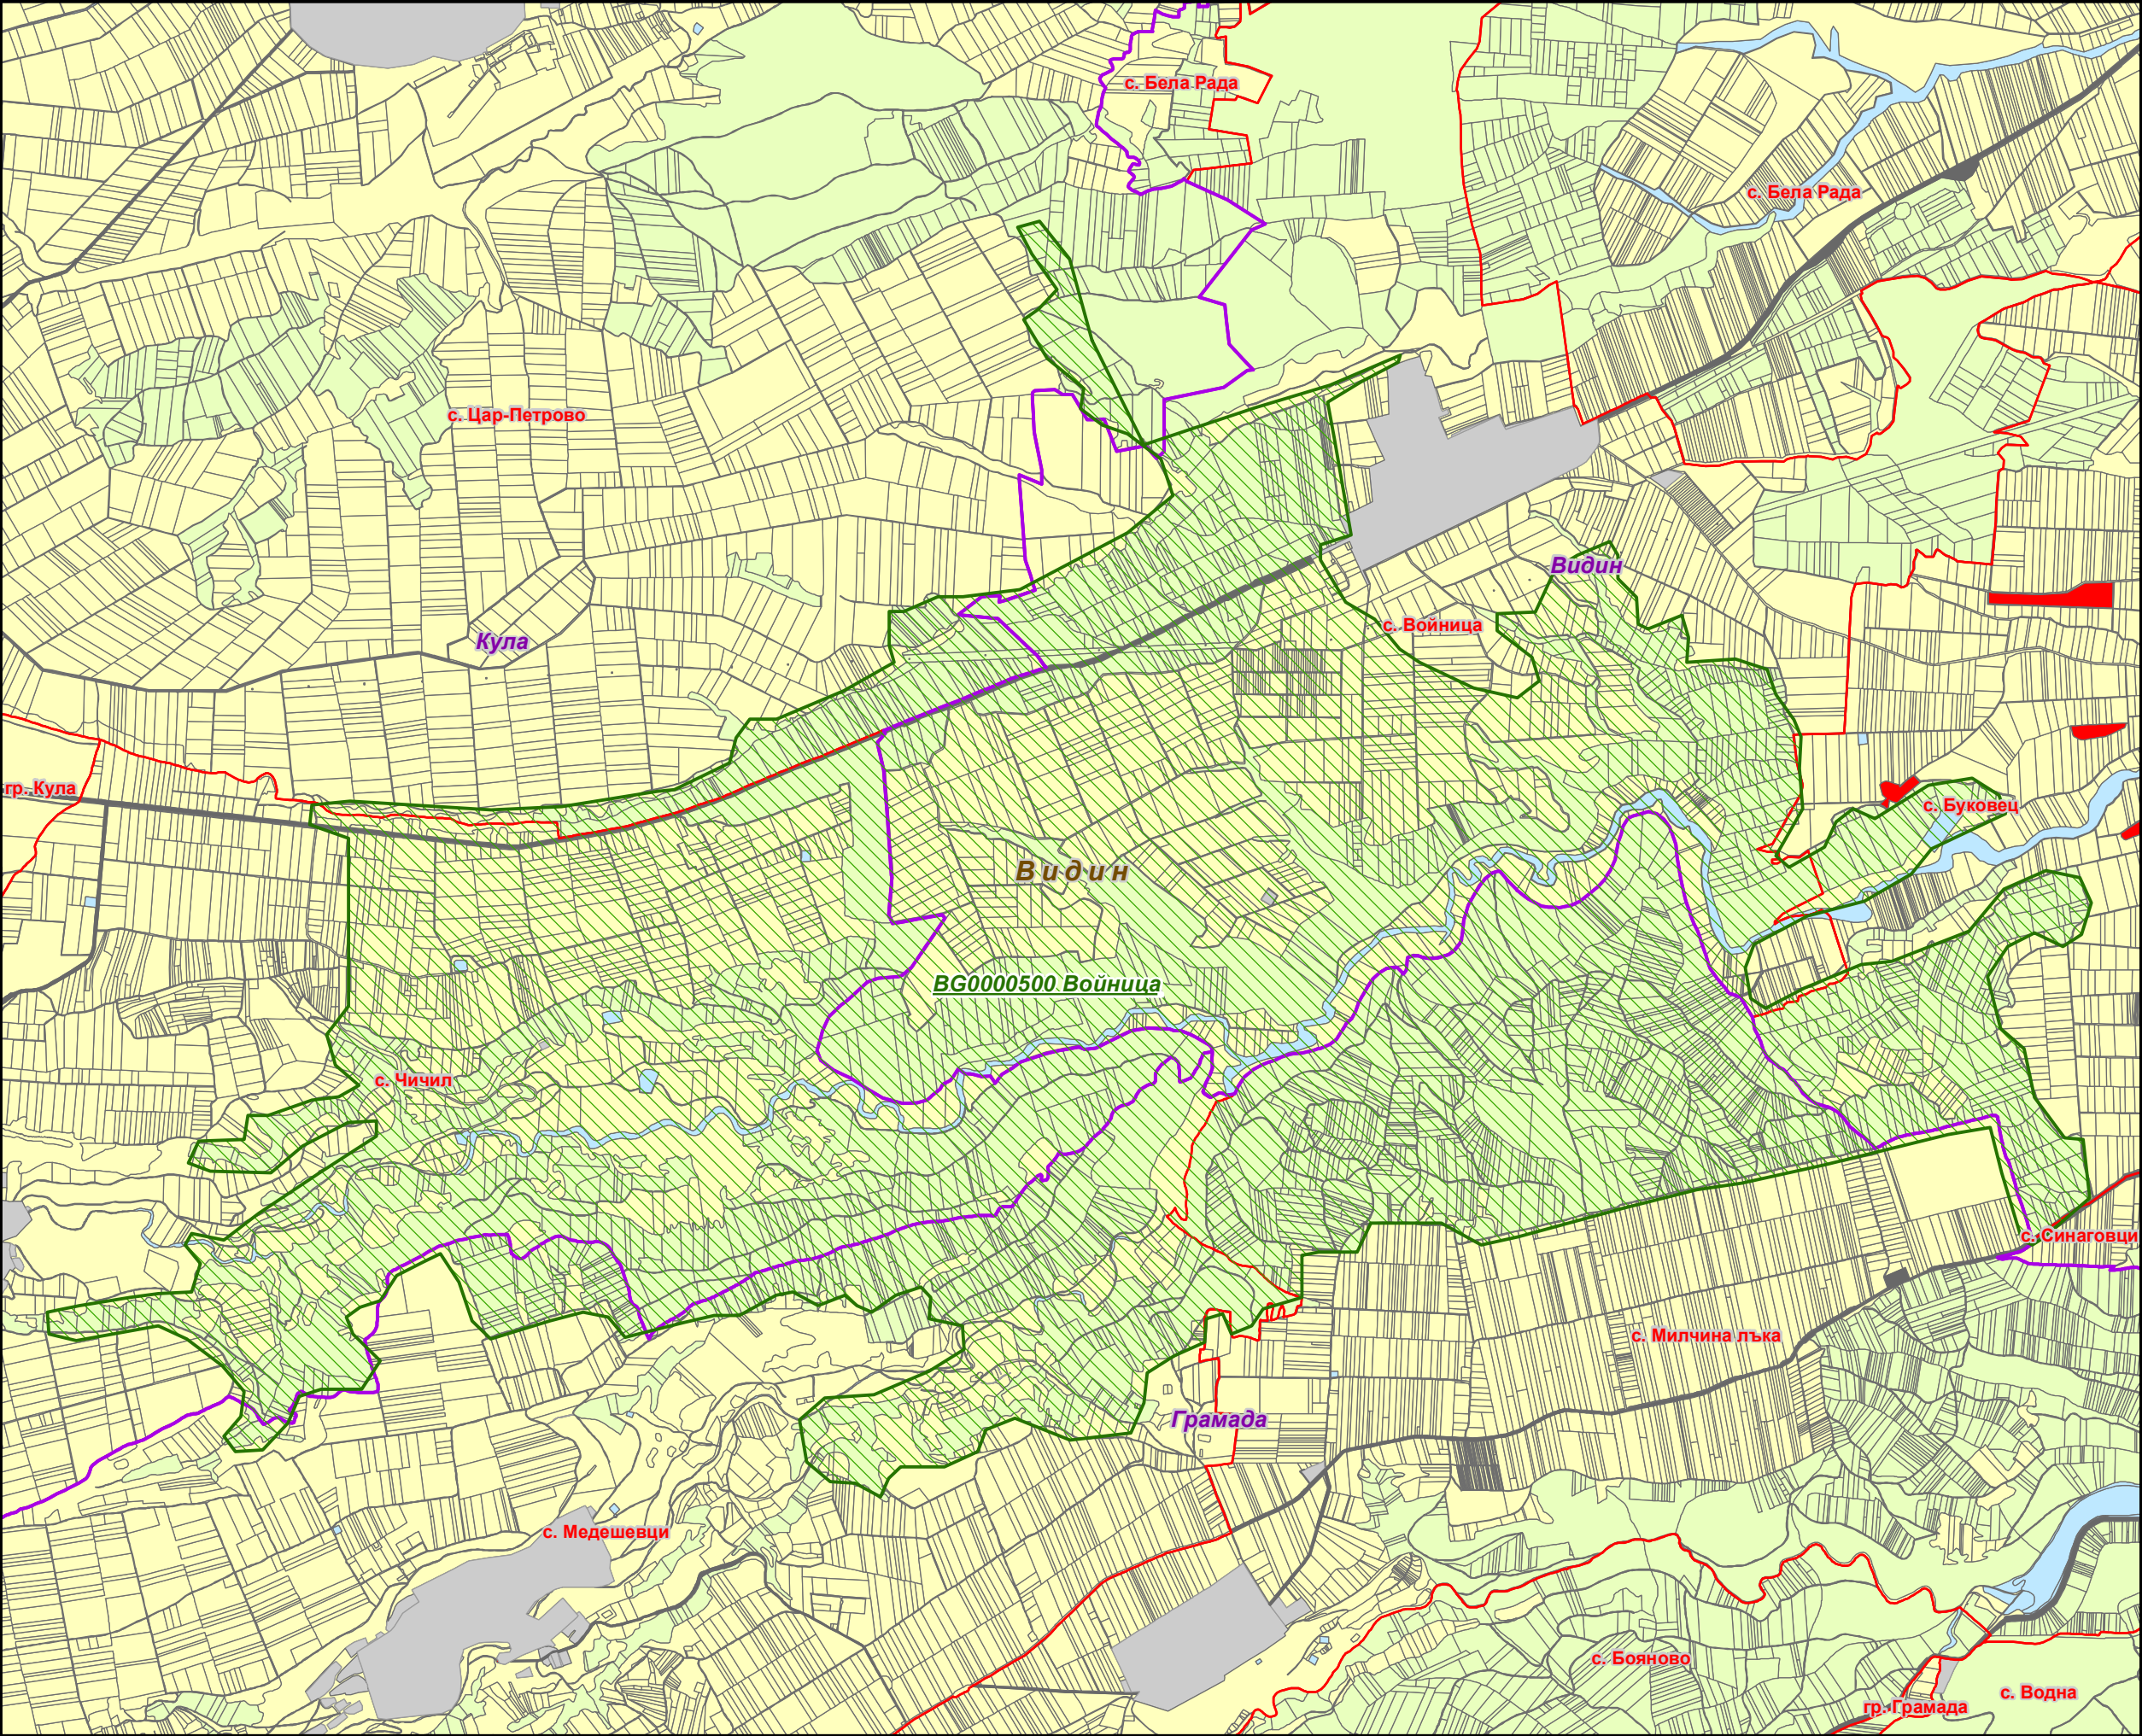 с. Бела Рада
с. Бела Рада
с. Цар-Петрово
Видин
с. Войница
Кула
гр. Кула
с. Буковец
Видин
BG0000500 Войница
с. Чичил
с. Синаговци
с. Милчина лъка
Грамада
с. Медешевци
с. Бояново
с. Водна
гр. Грамада